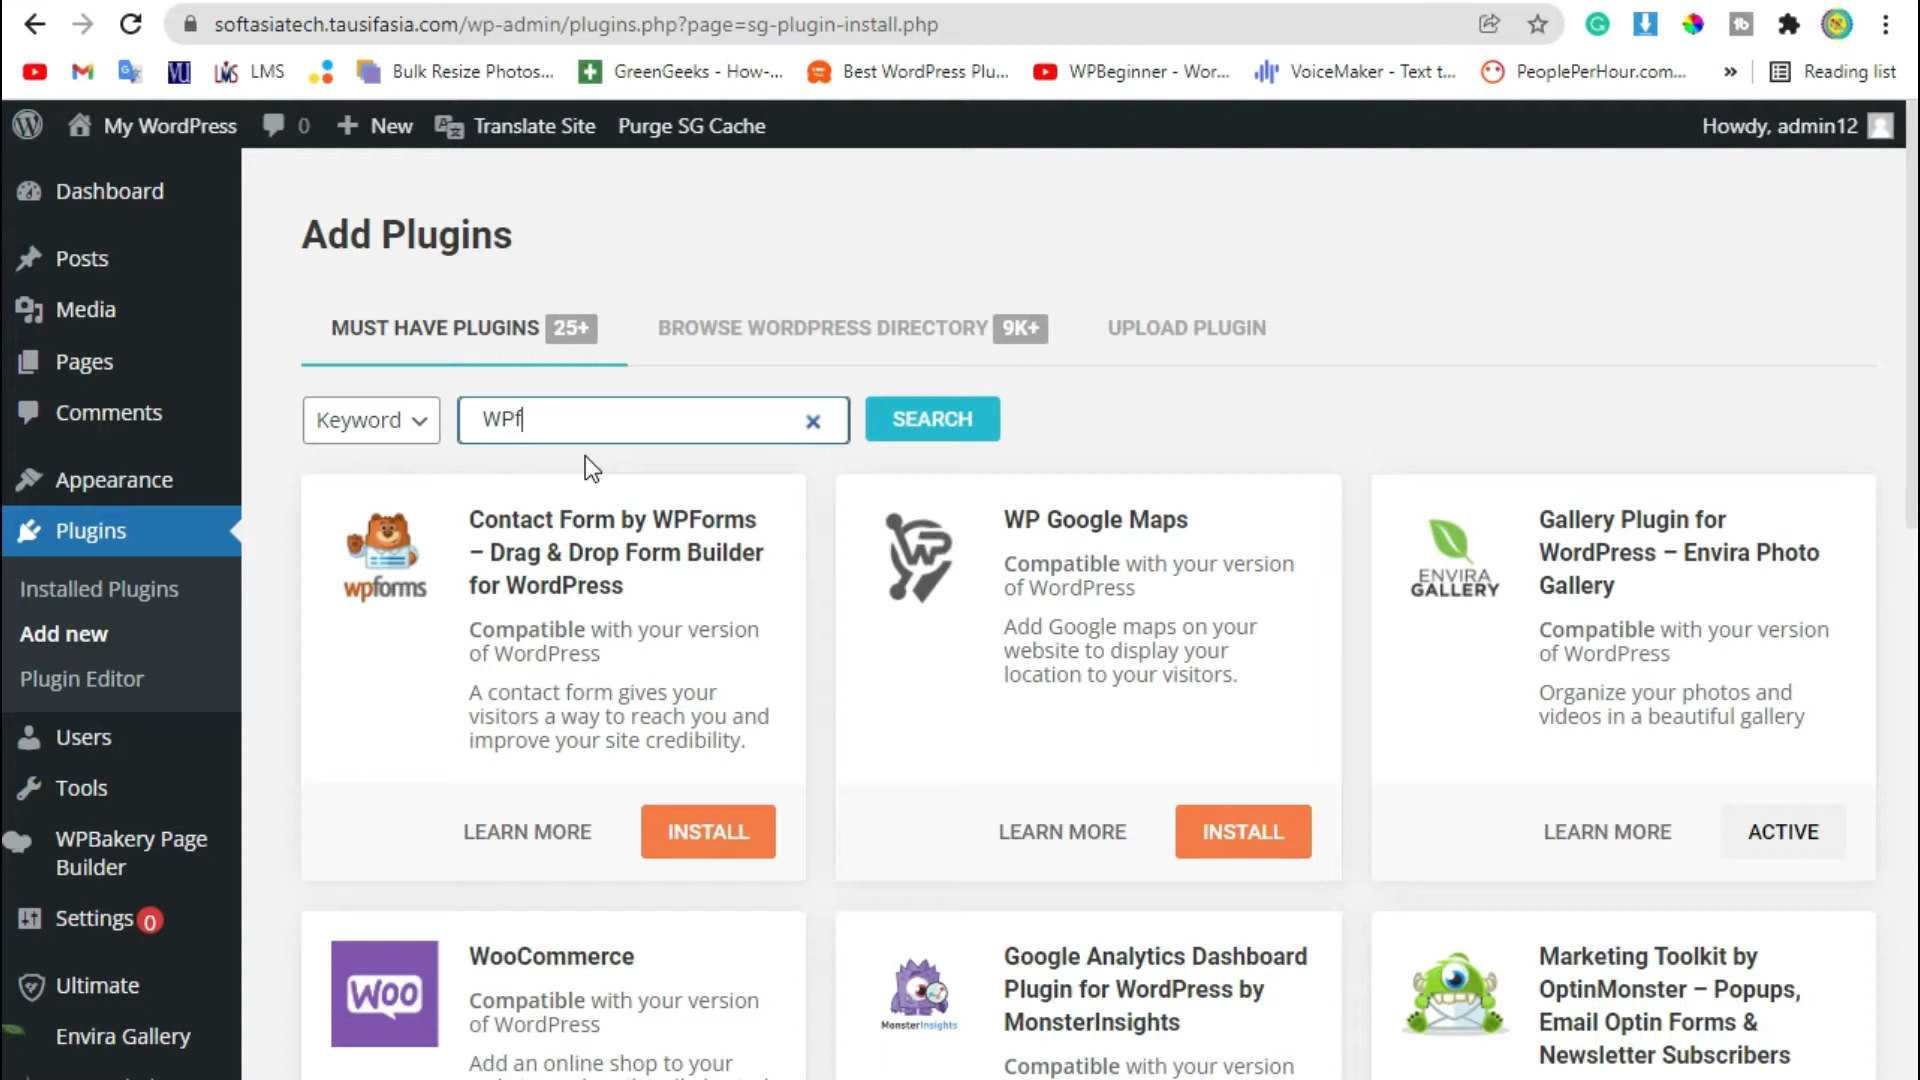 softasiatech.tausifasia.com/wp-admin/plugins.php?page=sg-plugin-install.php
LMS Bulk Resize Photos... GreenGeeks - How-... Best WordPress Plu... WPBeginner - Wor... VoiceMaker - Text t... PeoplePerHour.com... » Reading list
My WordPress 0 + New Translate Site Purge SG Cache Howdy, admin12
Dashboard
Posts
Media
Pages
Comments
Appearance
Plugins
Installed Plugins
Add new
Plugin Editor
Users
Tools
WPBakery Page
Builder
Settings 0
Ultimate
Envira Gallery
Add Plugins
MUST HAVE PLUGINS 25+ BROWSE WORDPRESS DIRECTORY 9K+ UPLOAD PLUGIN
Keyword WPf SEARCH
wpforms
Contact Form by WPForms
– Drag & Drop Form Builder
for WordPress
Compatible with your version
of WordPress
A contact form gives your
visitors a way to reach you and
improve your site credibility.
LEARN MORE INSTALL
WP Google Maps
Compatible with your version
of WordPress
Add Google maps on your
website to display your
location to your visitors.
LEARN MORE INSTALL
ENVIRA
GALLERY
Gallery Plugin for
WordPress – Envira Photo
Gallery
Compatible with your version
of WordPress
Organize your photos and
videos in a beautiful gallery
LEARN MORE ACTIVE
WOO
WooCommerce
Compatible with your version
of WordPress
Add an online shop to your
MonsterInsights
Google Analytics Dashboard
Plugin for WordPress by
MonsterInsights
Compatible with your version
Marketing Toolkit by
OptinMonster – Popups,
Email Optin Forms &
Newsletter Subscribers